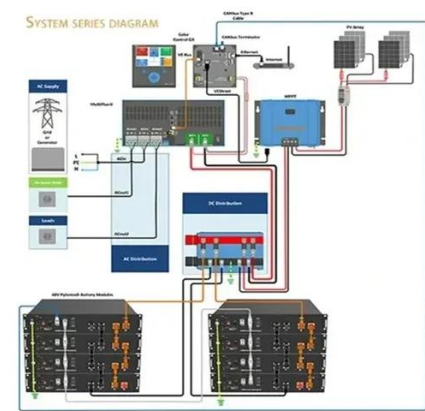 SYSTEM SERIES DIAGRAM
CANbus Type B
Cable
Color
Control GX
CANbus Terminator
VE.Bus
Ethernet
Internet
PV Array
AC Supply
Grid
or
Generator
MultiPlus-II
VE.Direct
MPPT
L
PE
N
ACin
ACout1
Loads
ACout2
AC Distribution
DC Distribution
48V Pylontech Battery Modules